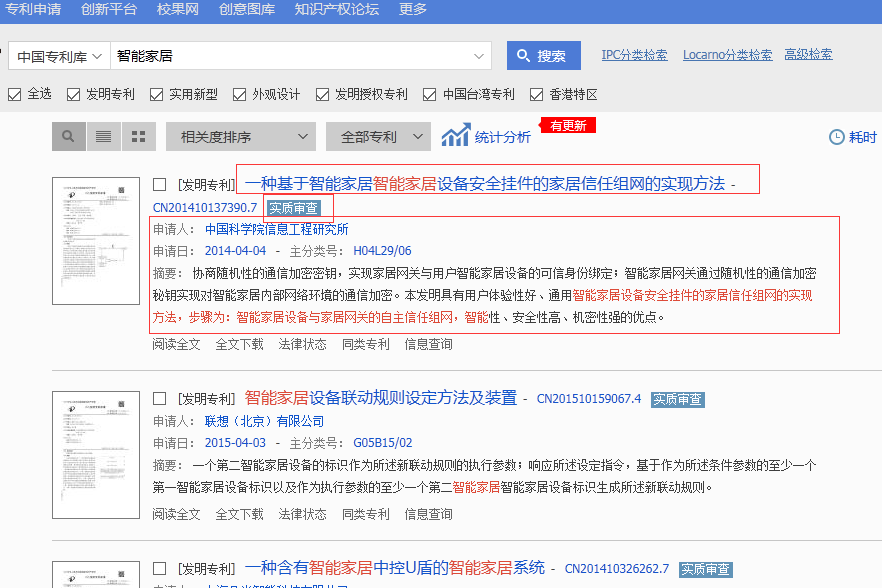 专利申请 创新平台 校果网 创意图库 知识产权论坛 更多
中国专利库 智能家居 搜索 IPC分类检索 Locarno分类检索 高级检索
全选 发明专利 实用新型 外观设计 发明授权专利 中国台湾专利 香港特区
相关度排序 全部专利 统计分析 有更新 耗时
[发明专利] 一种基于智能家居智能家居设备安全挂件的家居信任组网的实现方法 -
CN201410137390.7 实质审查
申请人： 中国科学院信息工程研究所
申请日： 2014-04-04 - 主分类号： H04L29/06
摘要： 协商随机性的通信加密密钥，实现家居网关与用户智能家居设备的可信身份绑定；智能家居网关通过随机性的通信加密
秘钥实现对智能家居内部网络环境的通信加密。本发明具有用户体验性好、通用智能家居设备安全挂件的家居信任组网的实现
方法，步骤为：智能家居设备与家居网关的自主信任组网，智能性、安全性高、机密性强的优点。
阅读全文 全文下载 法律状态 同类专利 信息查询
[发明专利] 智能家居设备联动规则设定方法及装置 - CN201510159067.4 实质审查
申请人： 联想（北京）有限公司
申请日： 2015-04-03 - 主分类号： G05B15/02
摘要： 一个第二智能家居设备的标识作为所述新联动规则的执行参数；响应所述设定指令，基于作为所述条件参数的至少一个
第一智能家居设备标识以及作为执行参数的至少一个第二智能家居智能家居设备标识生成所述新联动规则。
阅读全文 全文下载 法律状态 同类专利 信息查询
[发明专利] 一种含有智能家居中控U盾的智能家居系统 - CN201410326262.7 实质审查